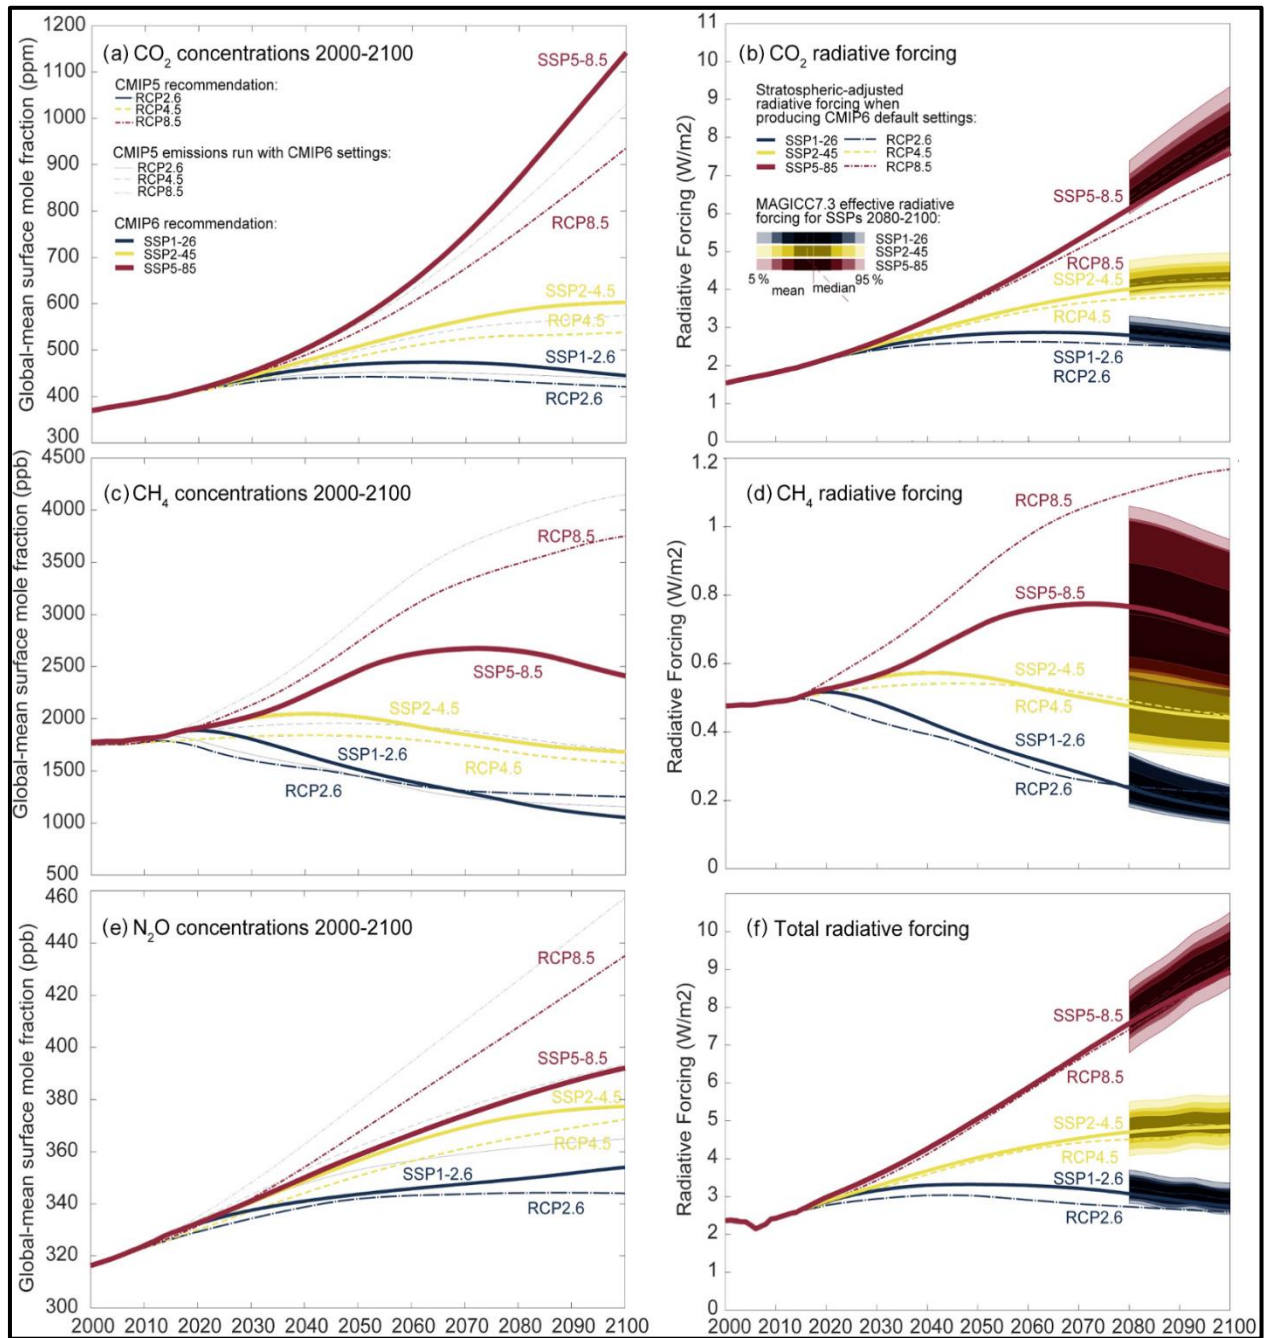 (a) CO2 concentrations 2000-2100
CMIP5 recommendation:
RCP2.6
RCP4.5
RCP8.5
CMIP5 emissions run with CMIP6 settings:
RCP2.6
RCP4.5
RCP8.5
CMIP6 recommendation:
SSP1-26
SSP2-45
SSP5-85
SSP5-8.5
RCP8.5
SSP2-4.5
RCP4.5
SSP1-2.6
RCP2.6
Global-mean surface mole fraction (ppm)
1200
1100
1000
900
800
700
600
500
400
300
(b) CO2 radiative forcing
Stratospheric-adjusted
radiative forcing when
producing CMIP6 default settings:
SSP1-26 RCP2.6
SSP2-45 RCP4.5
SSP5-85 RCP8.5
MAGICC7.3 effective radiative
forcing for SSPs 2080-2100:
SSP1-26
SSP2-45
SSP5-85
5 % 95 %
mean median
SSP5-8.5
RCP8.5
SSP2-4.5
RCP4.5
SSP1-2.6
RCP2.6
Radiative Forcing (W/m2)
11
10
9
8
7
6
5
4
3
2
1
0
(c) CH4 concentrations 2000-2100
RCP8.5
SSP5-8.5
SSP2-4.5
SSP1-2.6
RCP4.5
RCP2.6
Global-mean surface mole fraction (ppb)
4500
4000
3500
3000
2500
2000
1500
1000
500
(d) CH4 radiative forcing
RCP8.5
SSP5-8.5
SSP2-4.5
RCP4.5
SSP1-2.6
RCP2.6
Radiative Forcing (W/m2)
1.2
1
0.8
0.6
0.4
0.2
0
(e) N2O concentrations 2000-2100
RCP8.5
SSP5-8.5
SSP2-4.5
RCP4.5
SSP1-2.6
RCP2.6
Global-mean surface mole fraction (ppb)
460
440
420
400
380
360
340
320
300
2000 2010 2020 2030 2040 2050 2060 2070 2080 2090 2100
(f) Total radiative forcing
SSP5-8.5
RCP8.5
SSP2-4.5
RCP4.5
SSP1-2.6
RCP2.6
Radiative Forcing (W/m2)
10
9
8
7
6
5
4
3
2
1
0
2000 2010 2020 2030 2040 2050 2060 2070 2080 2090 2100